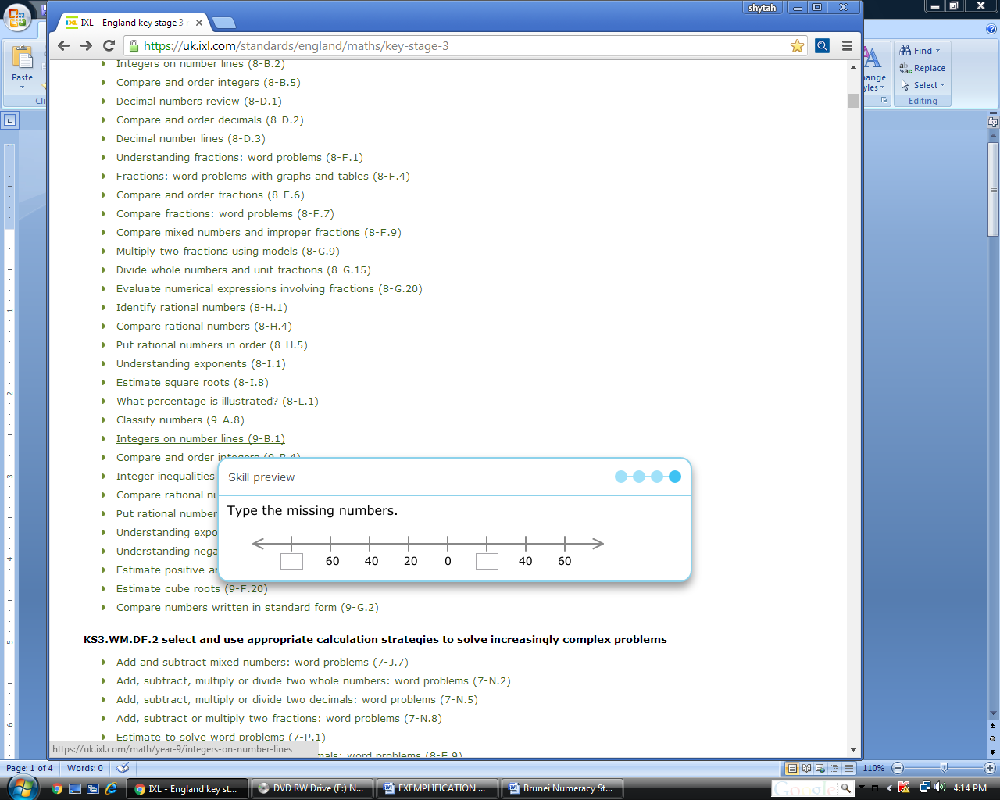 shytah
IXL - England key stage 3
https://uk.ixl.com/standards/england/maths/key-stage-3
Paste
Find
Replace
Select
Editing
Integers on number lines (8-B.2)
Compare and order integers (8-B.5)
Decimal numbers review (8-D.1)
Compare and order decimals (8-D.2)
Decimal number lines (8-D.3)
Understanding fractions: word problems (8-F.1)
Fractions: word problems with graphs and tables (8-F.4)
Compare and order fractions (8-F.6)
Compare fractions: word problems (8-F.7)
Compare mixed numbers and improper fractions (8-F.9)
Multiply two fractions using models (8-G.9)
Divide whole numbers and unit fractions (8-G.15)
Evaluate numerical expressions involving fractions (8-G.20)
Identify rational numbers (8-H.1)
Compare rational numbers (8-H.4)
Put rational numbers in order (8-H.5)
Understanding exponents (8-I.1)
Estimate square roots (8-I.8)
What percentage is illustrated? (8-L.1)
Classify numbers (9-A.8)
Integers on number lines (9-B.1)
Compare and order integers (9-B.4)
Integer inequalities
Compare rational nu
Put rational number
Understanding expo
Understanding nega
Estimate positive ar
Estimate cube roots (9-F.20)
Compare numbers written in standard form (9-G.2)
Skill preview
Type the missing numbers.
-60 -40 -20 0 40 60
KS3.WM.DF.2 select and use appropriate calculation strategies to solve increasingly complex problems
Add and subtract mixed numbers: word problems (7-J.7)
Add, subtract, multiply or divide two whole numbers: word problems (7-N.2)
Add, subtract, multiply or divide two decimals: word problems (7-N.5)
Add, subtract or multiply two fractions: word problems (7-N.8)
Estimate to solve word problems (7-P.1)
mals: word problems (8-E.9)
https://uk.ixl.com/math/year-9/integers-on-number-lines
Page: 1 of 4 Words: 0 110%
IXL - England key st... DVD RW Drive (E:) N... EXEMPLIFICATION ... Brunei Numeracy St... Google 4:14 PM